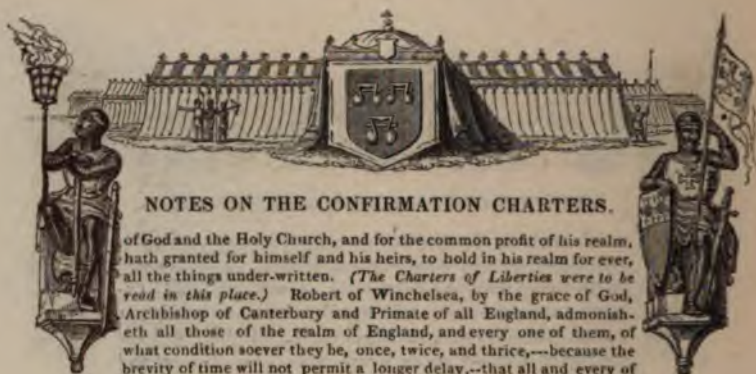 NOTES ON THE CONFIRMATION CHARTERS.
of God and the Holy Church, and for the common profit of his realm,
hath granted for himself and his heirs, to hold in his realm for ever,
all the things under-written. (The Charters of Liberties were to be
read in this place.) Robert of Winchelsea, by the grace of God,
Archbishop of Canterbury and Primate of all England, admonish-
eth all those of the realm of England, and every one of them, of
what condition soever they be, once, twice, and thrice,---because the
brevity of time will not permit a longer delay,--that all and every of